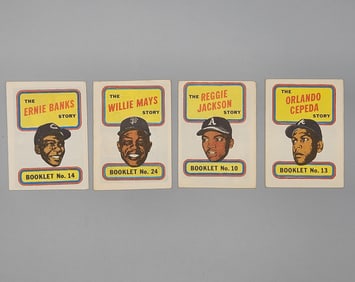 THE
ERNIE BANKS
STORY
BOOKLET No. 14
THE
WILLIE MAYS
STORY
BOOKLET No. 24
THE
REGGIE
JACKSON
STORY
A
BOOKLET No. 10
THE
ORLANDO
CEPEDA
STORY
BOOKLET No. 13